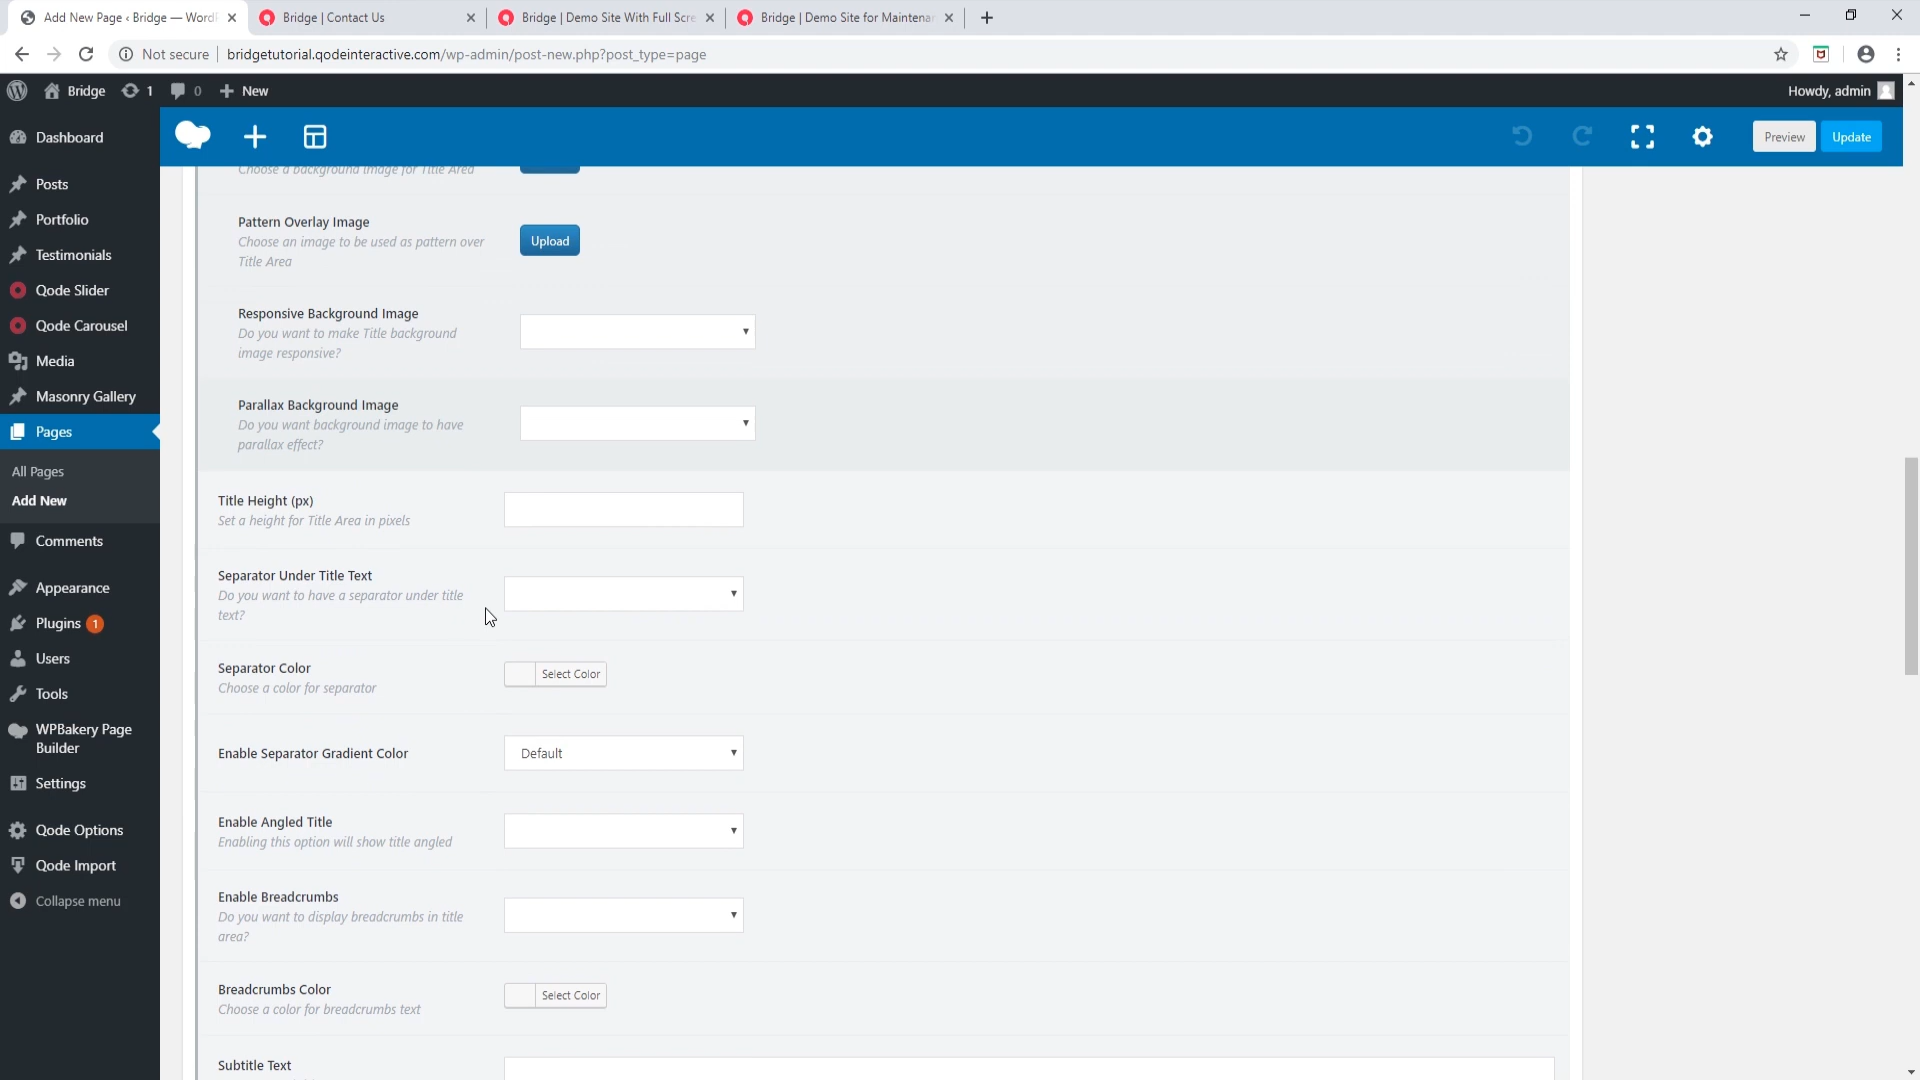 Add New Page ‹ Bridge — Word
Bridge | Contact Us
Bridge | Demo Site With Full Scre
Bridge | Demo Site for Maintenan
Not secure
bridgetutorial.qodeinteractive.com/wp-admin/post-new.php?post_type=page
Bridge
1
0
New
Howdy, admin
Preview
Update
Dashboard
Posts
Portfolio
Testimonials
Qode Slider
Qode Carousel
Media
Masonry Gallery
Pages
All Pages
Add New
Comments
Appearance
Plugins 1
Users
Tools
WPBakery Page
Builder
Settings
Qode Options
Qode Import
Collapse menu
Choose a background image for Title Area
Pattern Overlay Image
Choose an image to be used as pattern over
Title Area
Upload
Responsive Background Image
Do you want to make Title background
image responsive?
Parallax Background Image
Do you want background image to have
parallax effect?
Title Height (px)
Set a height for Title Area in pixels
Separator Under Title Text
Do you want to have a separator under title
text?
Separator Color
Choose a color for separator
Select Color
Enable Separator Gradient Color
Default
Enable Angled Title
Enabling this option will show title angled
Enable Breadcrumbs
Do you want to display breadcrumbs in title
area?
Breadcrumbs Color
Choose a color for breadcrumbs text
Select Color
Subtitle Text